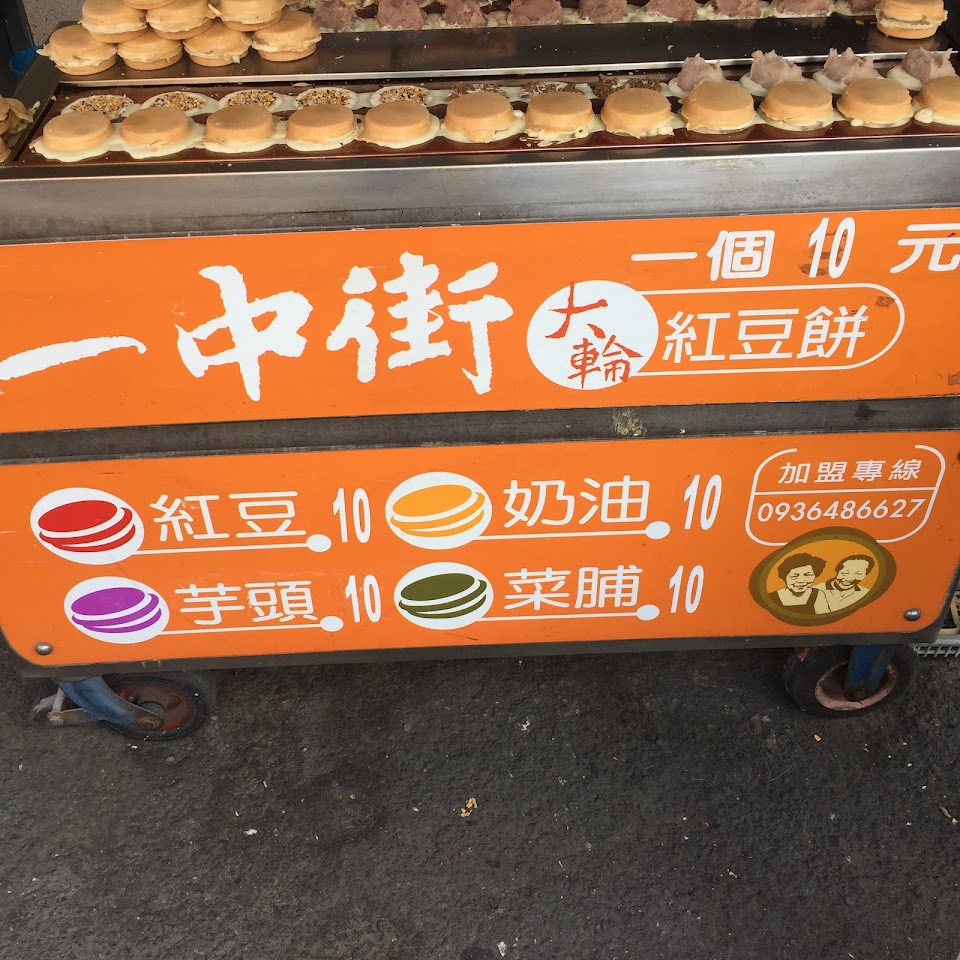 一個 10 元
一中街 大輪 紅豆餅
紅豆 10 奶油 10
芋頭 10 菜脯 10
加盟專線
0936486627